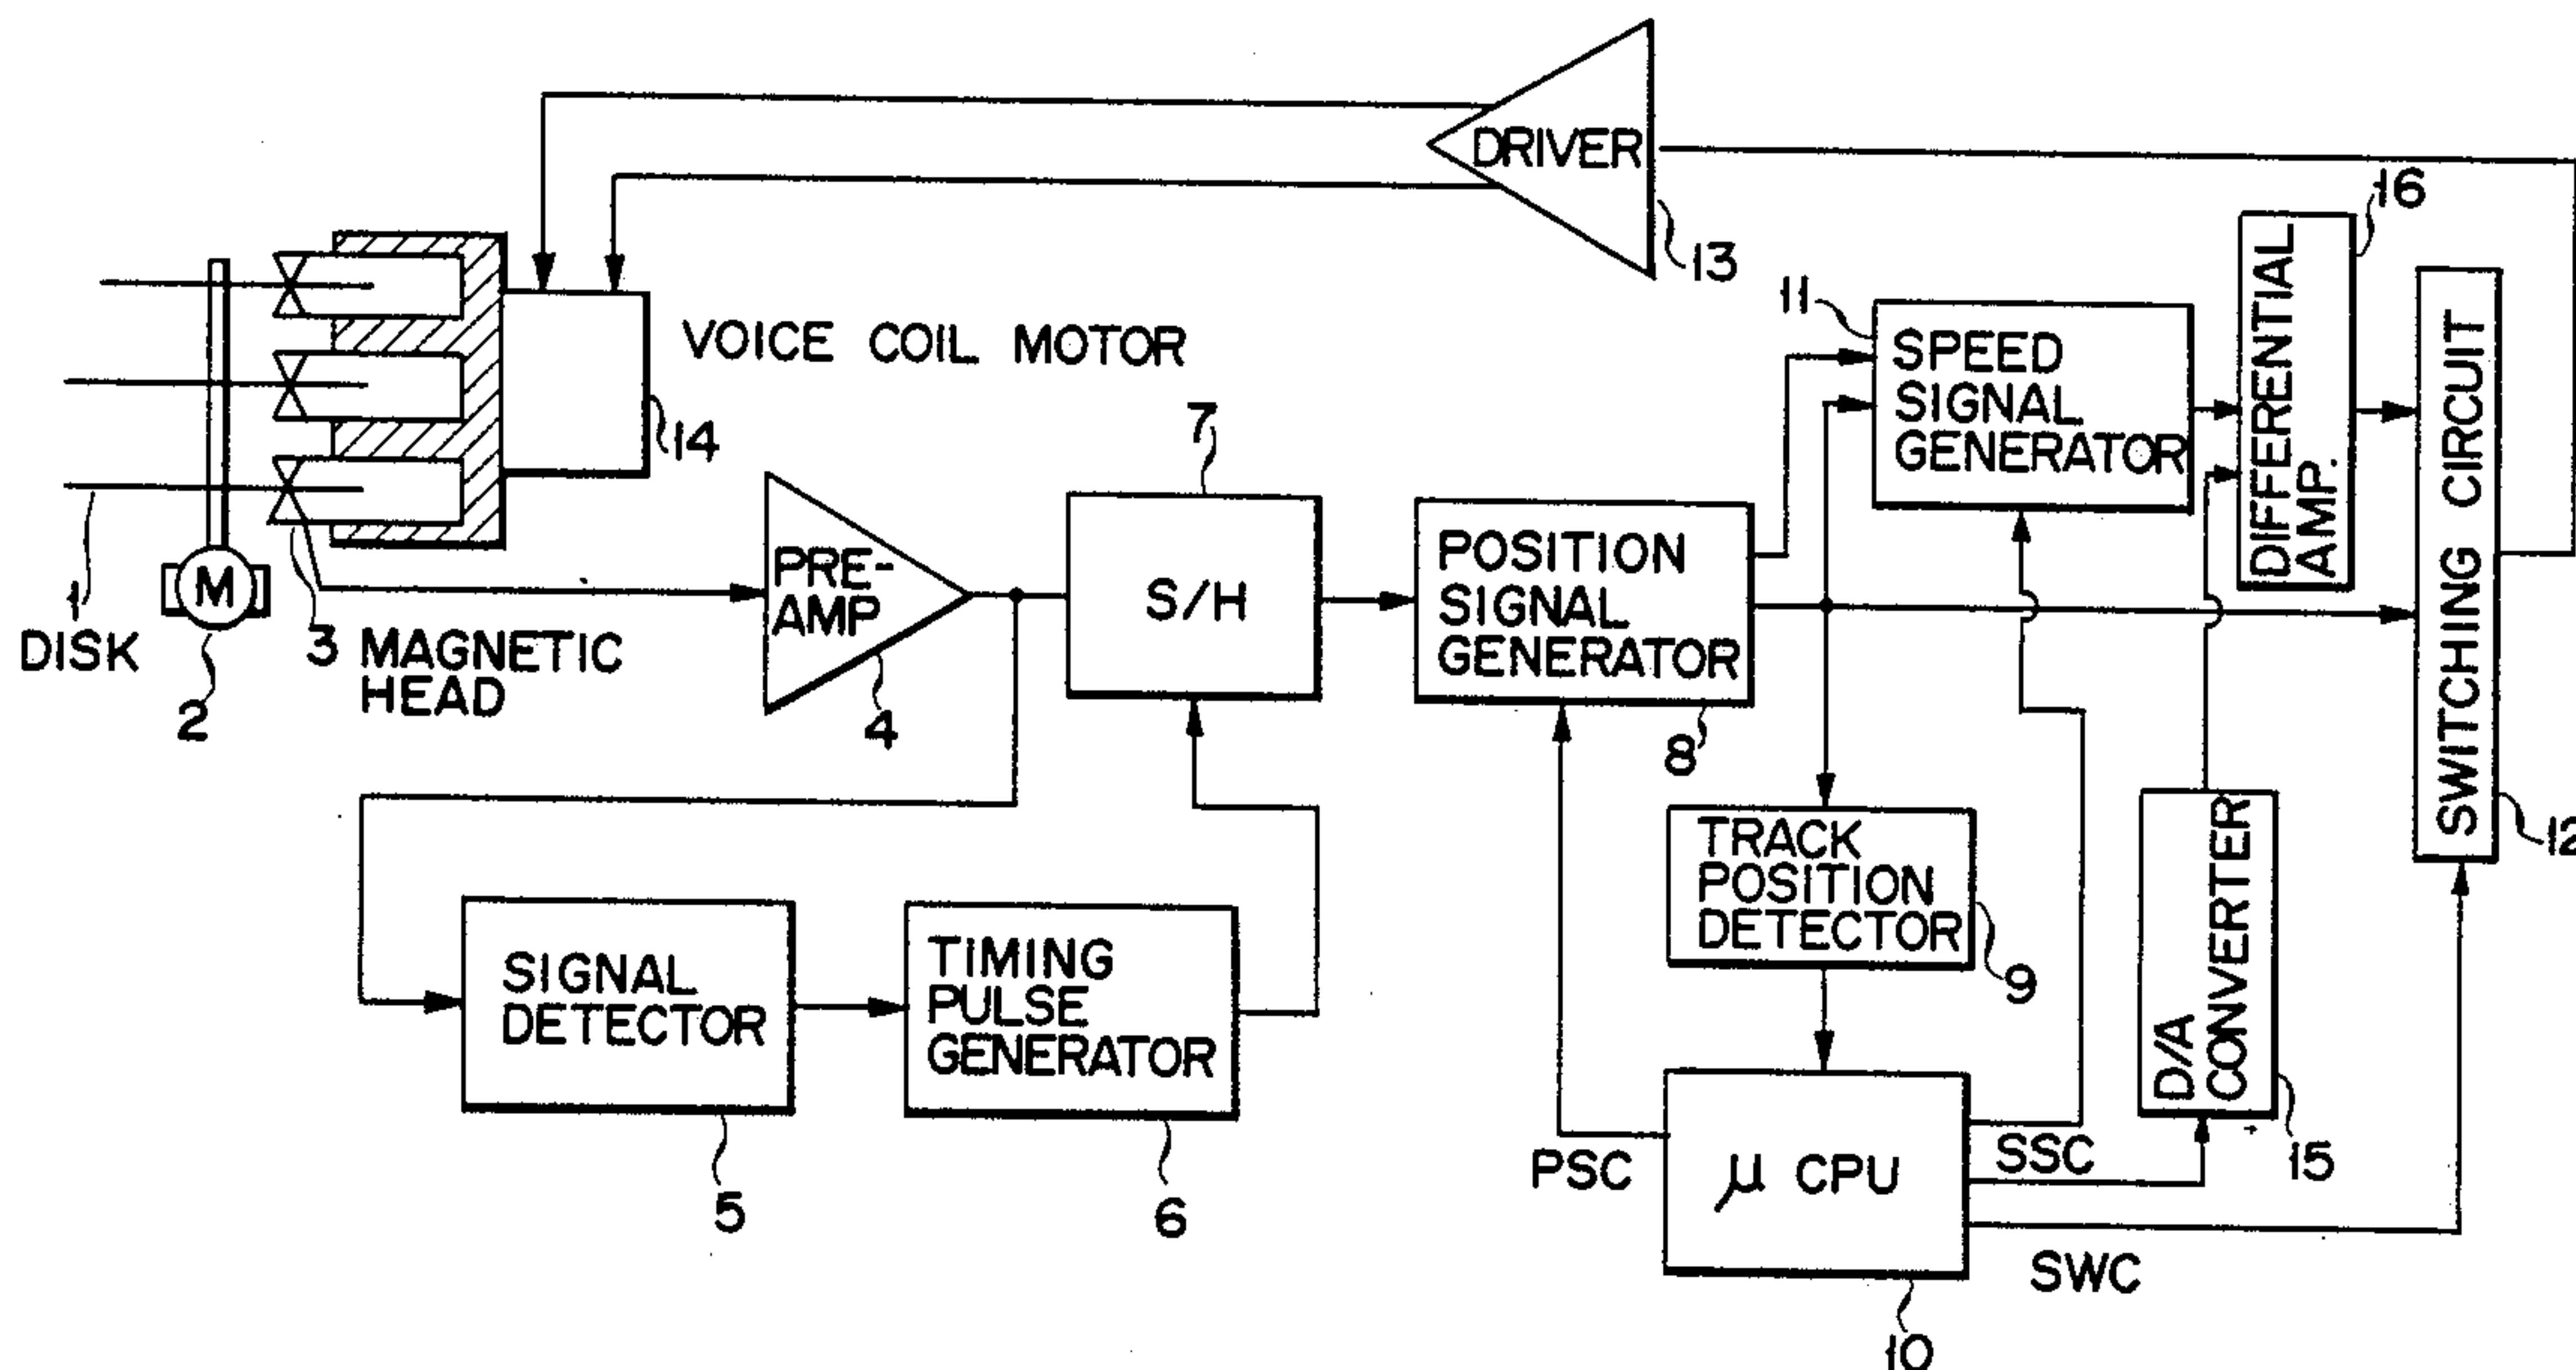 DRIVER
16
13
11
VOICE COIL MOTOR
SPEED
SIGNAL
GENERATOR
DIFFERENTIAL
AMP.
SWITCHING CIRCUIT
14
7
PRE-
AMP
S/H
POSITION
SIGNAL
GENERATOR
M
1
DISK
3 MAGNETIC
HEAD
2
4
8
12
TRACK
POSITION
DETECTOR
9
D/A
CONVERTER
SIGNAL
DETECTOR
TIMING
PULSE
GENERATOR
PSC
μ CPU
SSC
15
5
6
SWC
10